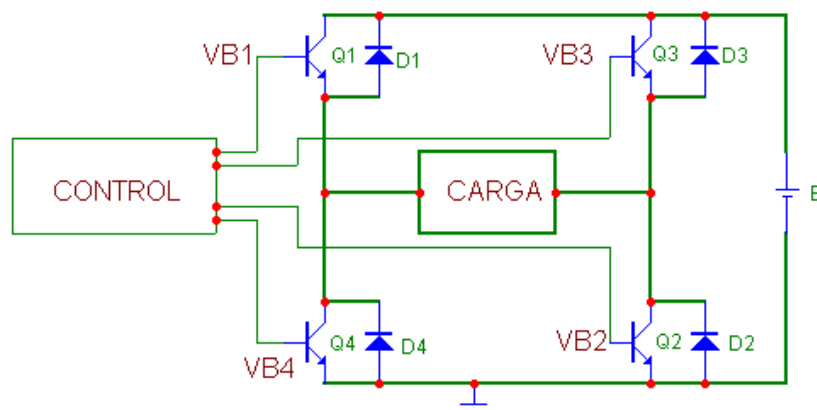 VB1
Q1
D1
VB3
Q3
D3
CONTROL
CARGA
E
VB4
Q4
D4
VB2
Q2
D2